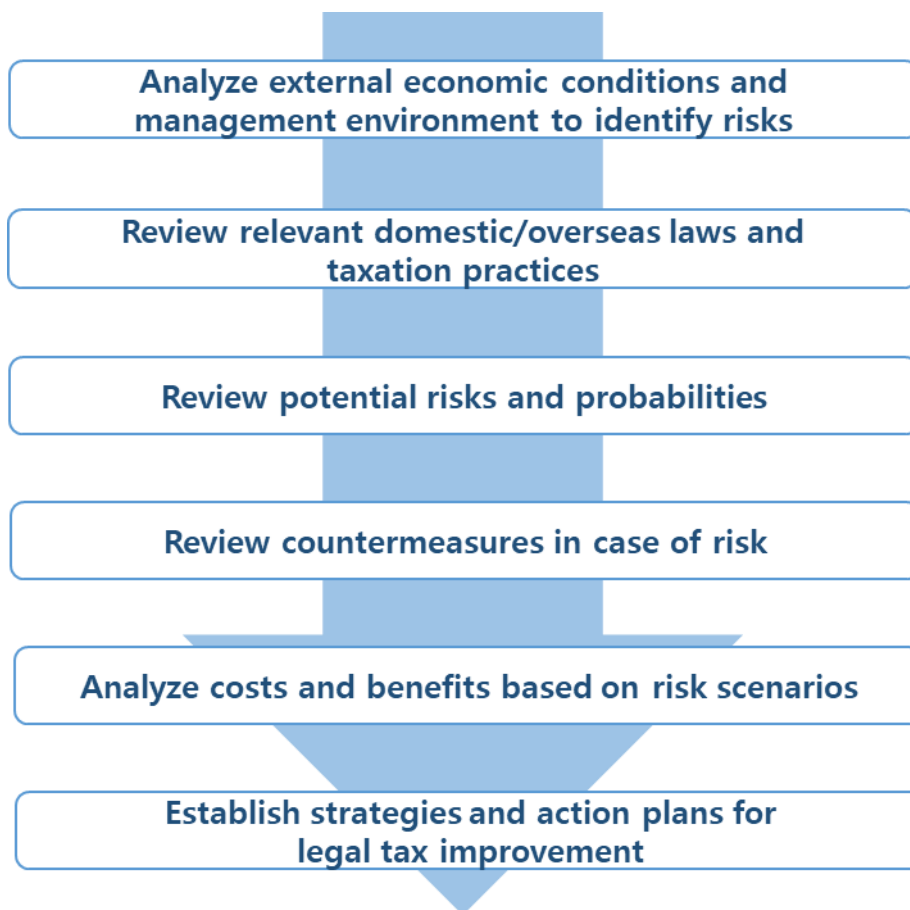 Analyze external economic conditions and
management environment to identify risks
Review relevant domestic/overseas laws and
taxation practices
Review potential risks and probabilities
Review countermeasures in case of risk
Analyze costs and benefits based on risk scenarios
Establish strategies and action plans for
legal tax improvement